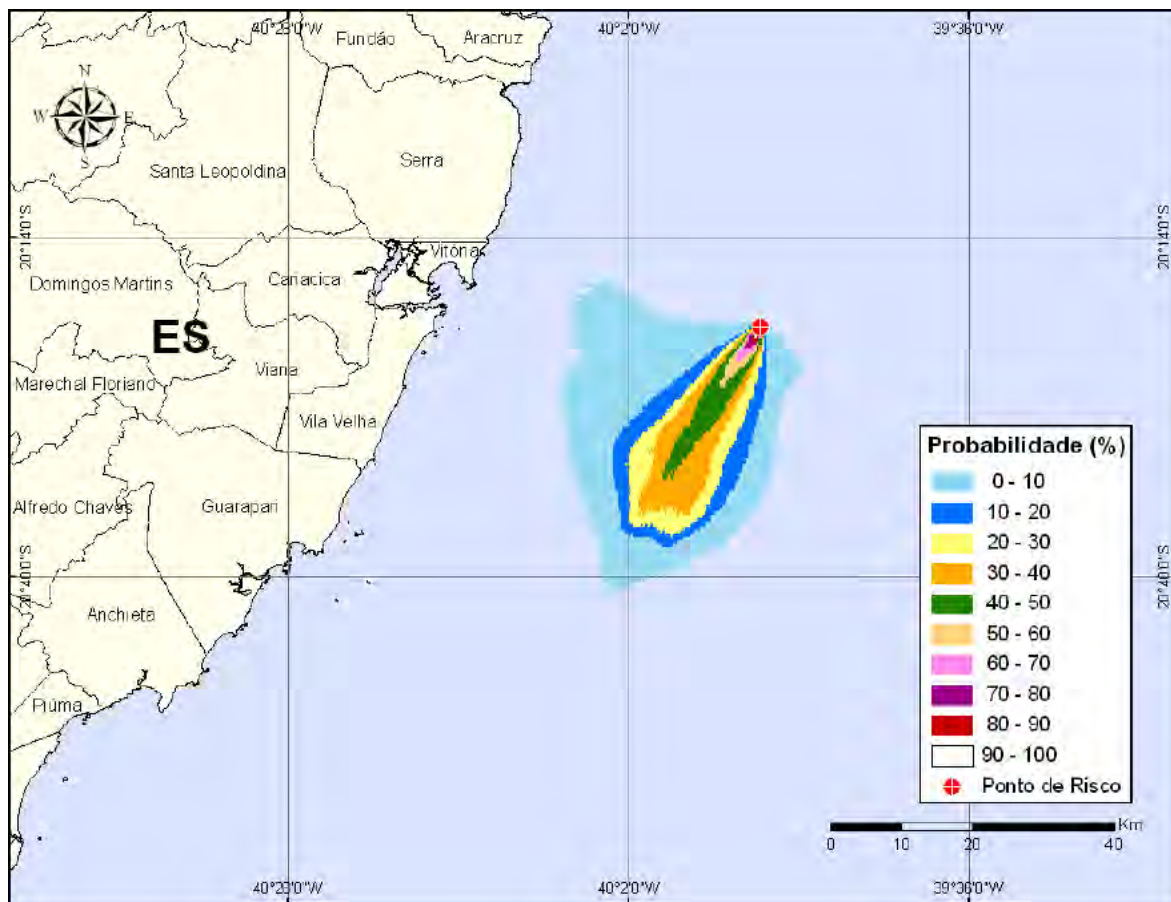 40°28'0"W
40°2'0"W
39°36'0"W
Fundão
Aracruz
N
W
E
S
Santa Leopoldina
Serra
20°14'0"S
20°14'0"S
Vitória
Domingos Martins
Cariacica
ES
Marechal Floriano
Viana
Vila Velha
Alfredo Chaves
Guarapari
20°40'0"S
20°40'0"S
Anchieta
Piúma
Probabilidade (%)
0 - 10
10 - 20
20 - 30
30 - 40
40 - 50
50 - 60
60 - 70
70 - 80
80 - 90
90 - 100
Ponto de Risco
Km
0 10 20 40
40°28'0"W
40°2'0"W
39°36'0"W